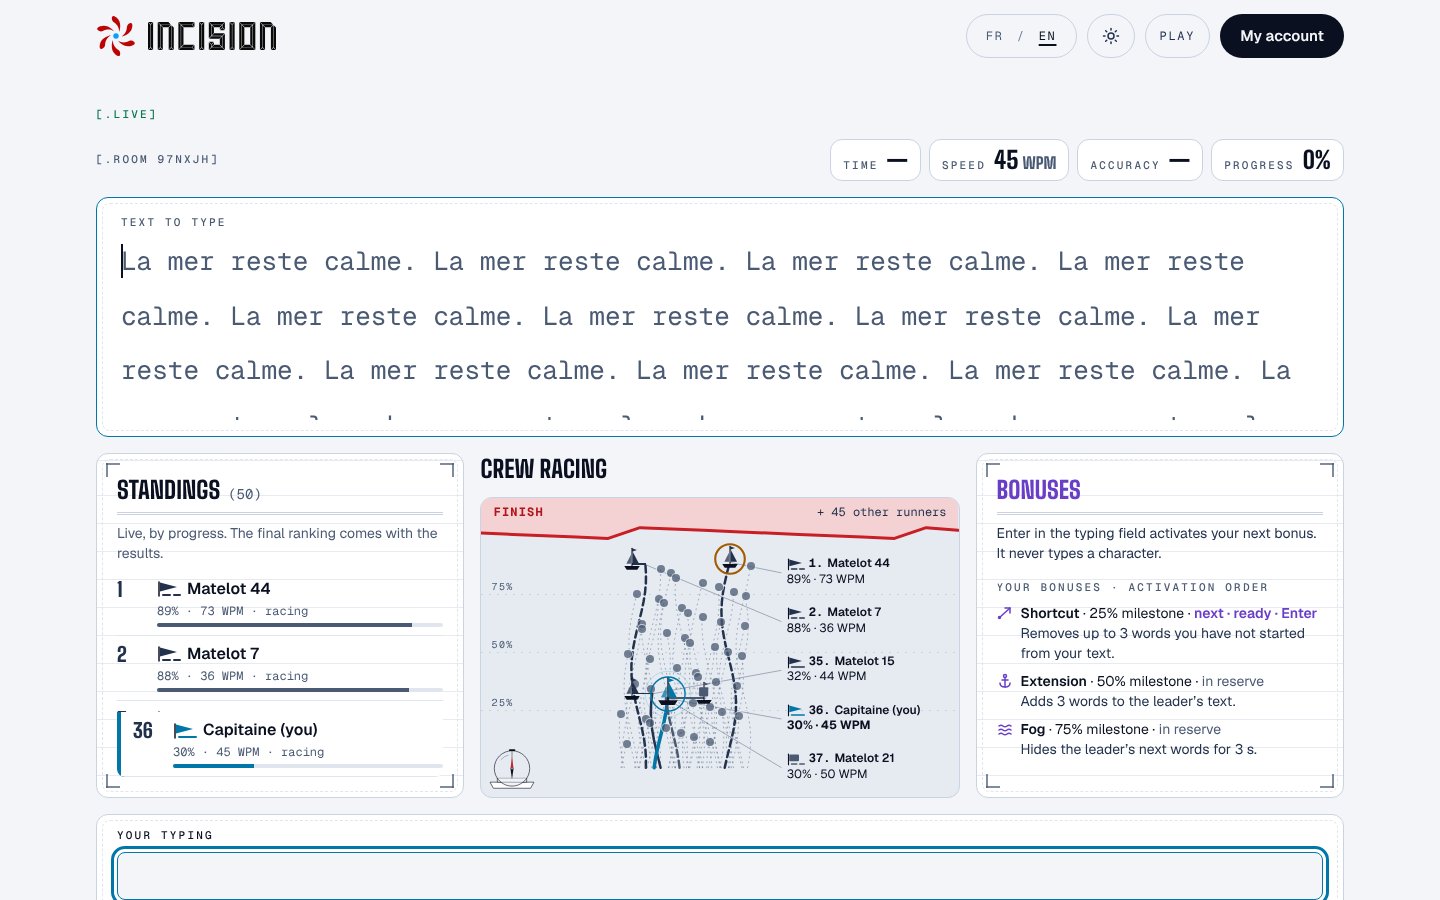 INCISION
FR / EN
PLAY
My account
[.LIVE]
[.ROOM 97NXJH]
TIME —
SPEED 45 WPM
ACCURACY —
PROGRESS 0%
TEXT TO TYPE
La mer reste calme. La mer reste calme. La mer reste calme. La mer reste
calme. La mer reste calme. La mer reste calme. La mer reste calme. La mer
reste calme. La mer reste calme. La mer reste calme. La mer reste calme. La
STANDINGS (50)
Live, by progress. The final ranking comes with the
results.
1 Matelot 44
89% · 73 WPM · racing
2 Matelot 7
88% · 36 WPM · racing
36 Capitaine (you)
30% · 45 WPM · racing
CREW RACING
FINISH
+ 45 other runners
75%
50%
25%
1. Matelot 44
89% · 73 WPM
2. Matelot 7
88% · 36 WPM
35. Matelot 15
32% · 44 WPM
36. Capitaine (you)
30% · 45 WPM
37. Matelot 21
30% · 50 WPM
BONUSES
Enter in the typing field activates your next bonus.
It never types a character.
YOUR BONUSES · ACTIVATION ORDER
Shortcut · 25% milestone · next · ready · Enter
Removes up to 3 words you have not started
from your text.
Extension · 50% milestone · in reserve
Adds 3 words to the leader's text.
Fog · 75% milestone · in reserve
Hides the leader's next words for 3 s.
YOUR TYPING